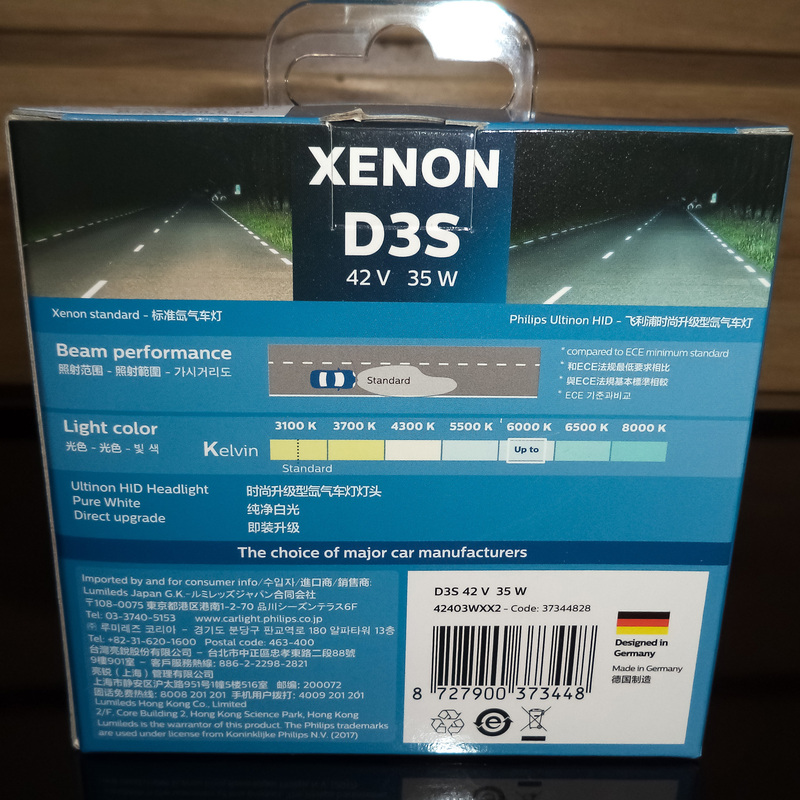 XENON
D3S
42 V 35 W
Xenon standard - 标准氙气车灯
Philips Ultinon HID - 飞利浦时尚升级型氙气车灯
Beam performance
照射范围 - 照射範圍 - 가시거리도
Standard
* compared to ECE minimum standard
* 和ECE法规最低要求相比
* 與ECE法規基本標準相較
* ECE 기준과비교
Light color
光色 - 光色 - 빛 색
Kelvin
3100 K 3700 K 4300 K 5500 K 6000 K 6500 K 8000 K
Up to
Standard
Ultinon HID Headlight 时尚升级型氙气车灯灯头
Pure White 纯净白光
Direct upgrade 即装升级
The choice of major car manufacturers
Imported by and for consumer info/수입자/進口商/銷售商:
Lumileds Japan G.K.-ルミレッズジャパン合同会社
〒108-0075 東京都港区港南1-2-70 品川シーズンテラス6F
Tel: 03-3740-5153 www.carlight.philips.co.jp
㈜ 루미레즈 코리아 - 경기도 분당구 판교역로 180 알파타워 13층
Tel: +82-31-620-1600 Postal code: 463-400
台灣亮銳股份有限公司 - 台北市中正區忠孝東路二段88號
9樓901室 - 客戶服務熱線: 886-2-2298-2821
亮锐（上海）管理有限公司
上海市静安区沪太路951号1幢5楼516室 邮编: 200072
固话免费热线: 8008 201 201 手机用户拨打: 4009 201 201
Lumileds Hong Kong Co., Limited
2/F. Core Building 2, Hong Kong Science Park, Hong Kong
Lumileds is the warrantor of this product. The Philips trademarks
are used under license from Koninklijke Philips N.V. (2017)
D3S 42 V 35 W
42403WXX2 - Code: 37344828
8 727900 373448
Designed in
Germany
Made in Germany
德国制造